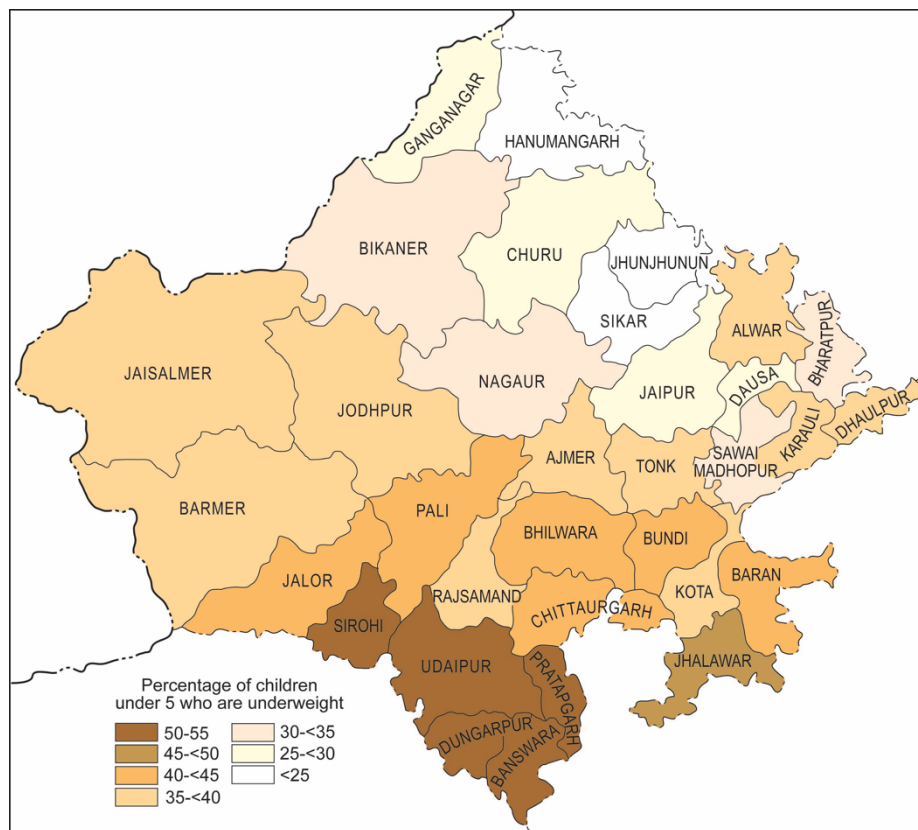 GANGANAGAR
HANUMANGARH
BIKANER
CHURU
JHUNJHUNUN
SIKAR
ALWAR
BHARATPUR
JAISALMER
NAGAUR
JAIPUR
DAUSA
JODHPUR
KARAULI
DHAULPUR
AJMER
TONK
SAWAI
MADHOPUR
BARMER
PALI
BHILWARA
BUNDI
JALOR
RAJSAMAND
CHITTAURGARH
KOTA
BARAN
SIROHI
UDAIPUR
PRATAPGARH
JHALAWAR
DUNGARPUR
BANSWARA
Percentage of children
under 5 who are underweight
50-55
45-<50
40-<45
35-<40
30-<35
25-<30
<25